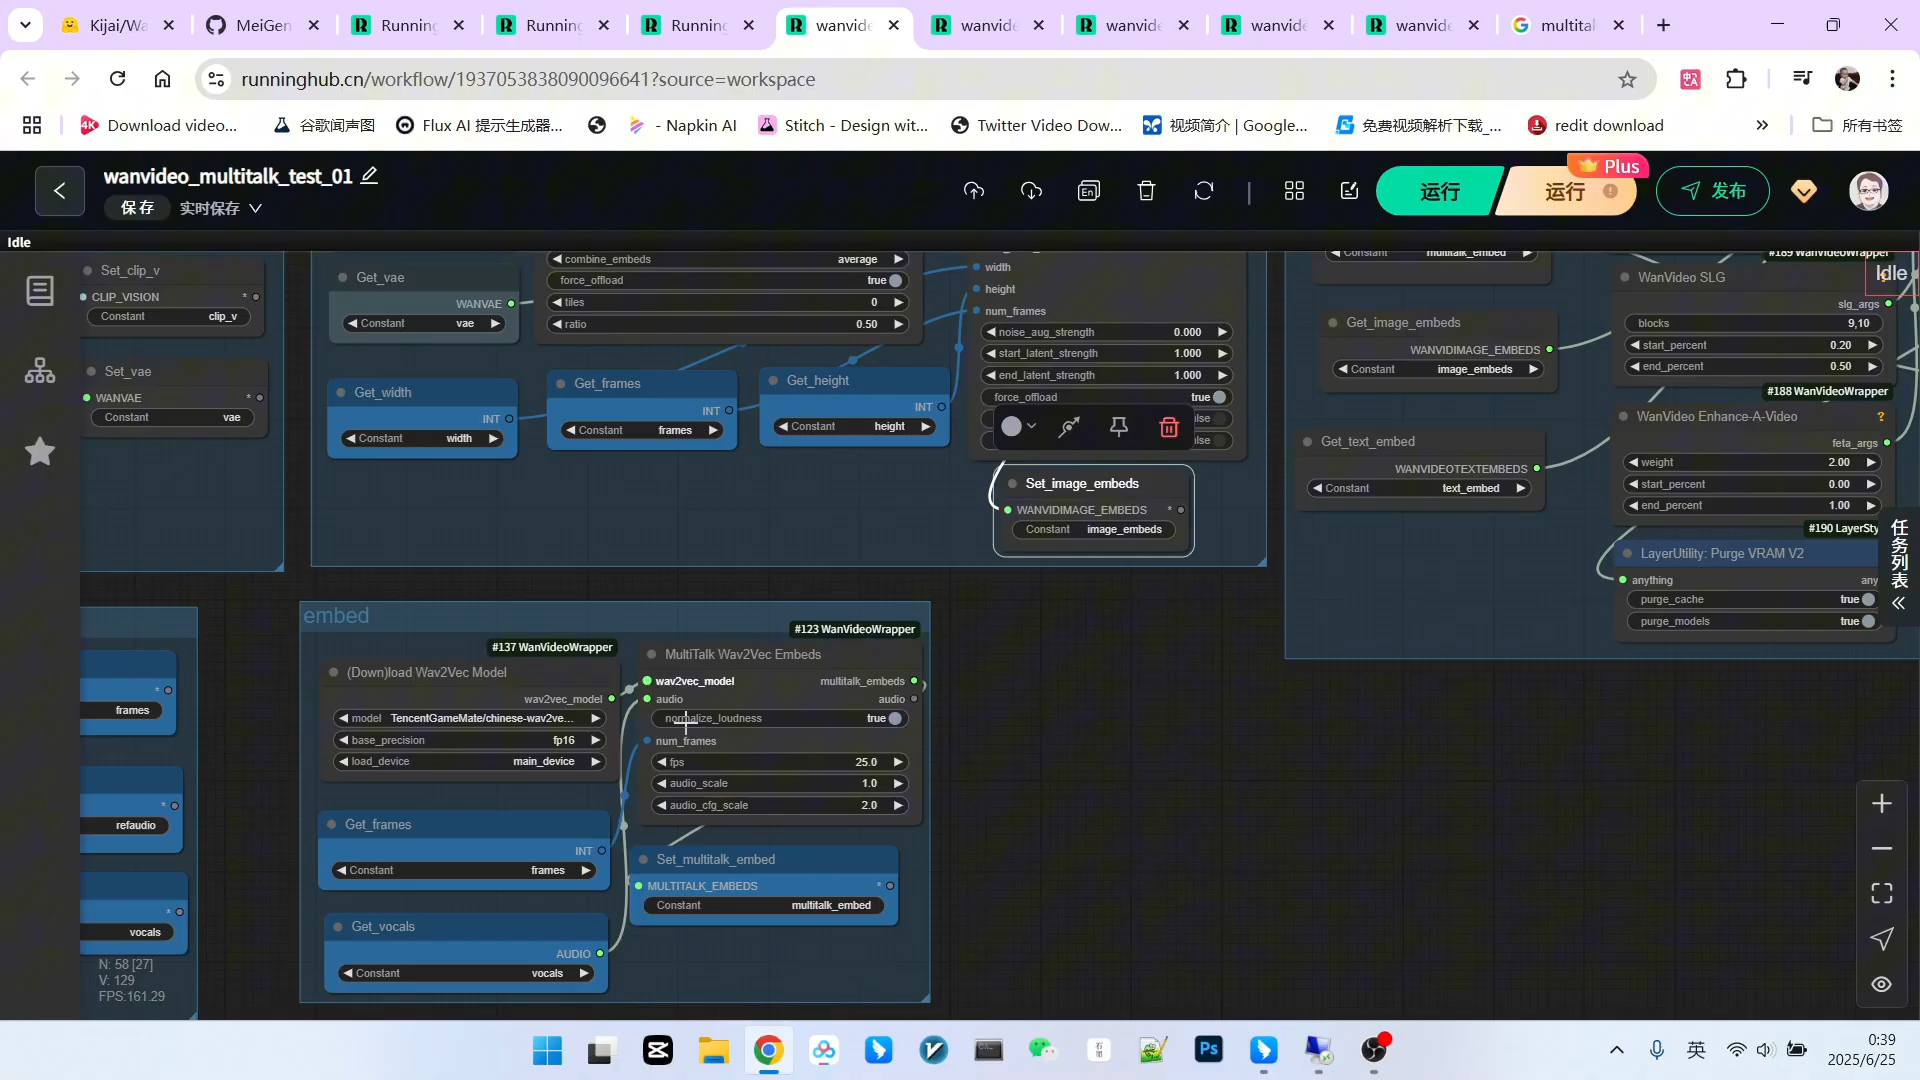 Kijai/Wa
MeiGen
Running
Running
Running
wanvide
wanvide
wanvide
wanvide
wanvide
multital
runninghub.cn/workflow/1937053838090096641?source=workspace
Download video...
谷歌闻声图
Flux AI 提示生成器...
- Napkin AI
Stitch - Design wit...
Twitter Video Dow...
视频简介 | Google...
免费视频解析下载_...
redit download
所有书签
wanvideo_multitalk_test_01
保存
实时保存
En
运行
运行
Plus
发布
Idle
Idle
Set_clip_v
CLIP_VISION
*
Constant clip_v
Set_vae
WANVAE
*
Constant vae
Get_vae
WANVAE
Constant vae
combine_embeds average
force_offload true
tiles 0
ratio 0.50
Get_width
INT
Constant width
Get_frames
INT
Constant frames
Get_height
INT
Constant height
width
height
num_frames
noise_aug_strength 0.000
start_latent_strength 1.000
end_latent_strength 1.000
force_offload true
Set_image_embeds
WANVIDIMAGE_EMBEDS *
Constant image_embeds
Constant multitalk_embed
Get_image_embeds
WANVIDIMAGE_EMBEDS
Constant image_embeds
Get_text_embed
WANVIDEOTEXTEMBEDS
Constant text_embed
#189 WanVideoWrapper
WanVideo SLG
slg_args
blocks 9,10
start_percent 0.20
end_percent 0.50
#188 WanVideoWrapper
WanVideo Enhance-A-Video ?
feta_args
weight 2.00
start_percent 0.00
end_percent 1.00
#190 LayerSty
LayerUtility: Purge VRAM V2
anything any
purge_cache true
purge_models true
任务列表
embed
#137 WanVideoWrapper
(Down)load Wav2Vec Model
wav2vec_model
model TencentGameMate/chinese-wav2ve...
base_precision fp16
load_device main_device
#123 WanVideoWrapper
MultiTalk Wav2Vec Embeds
wav2vec_model multitalk_embeds
audio audio
normalize_loudness true
num_frames
fps 25.0
audio_scale 1.0
audio_cfg_scale 2.0
Get_frames
INT
Constant frames
Set_multitalk_embed
MULTITALK_EMBEDS *
Constant multitalk_embed
Get_vocals
AUDIO
Constant vocals
*
frames
*
refaudio
*
vocals
N: 58 [27]
V: 129
FPS:161.29
Ps
英
0:39
2025/6/25